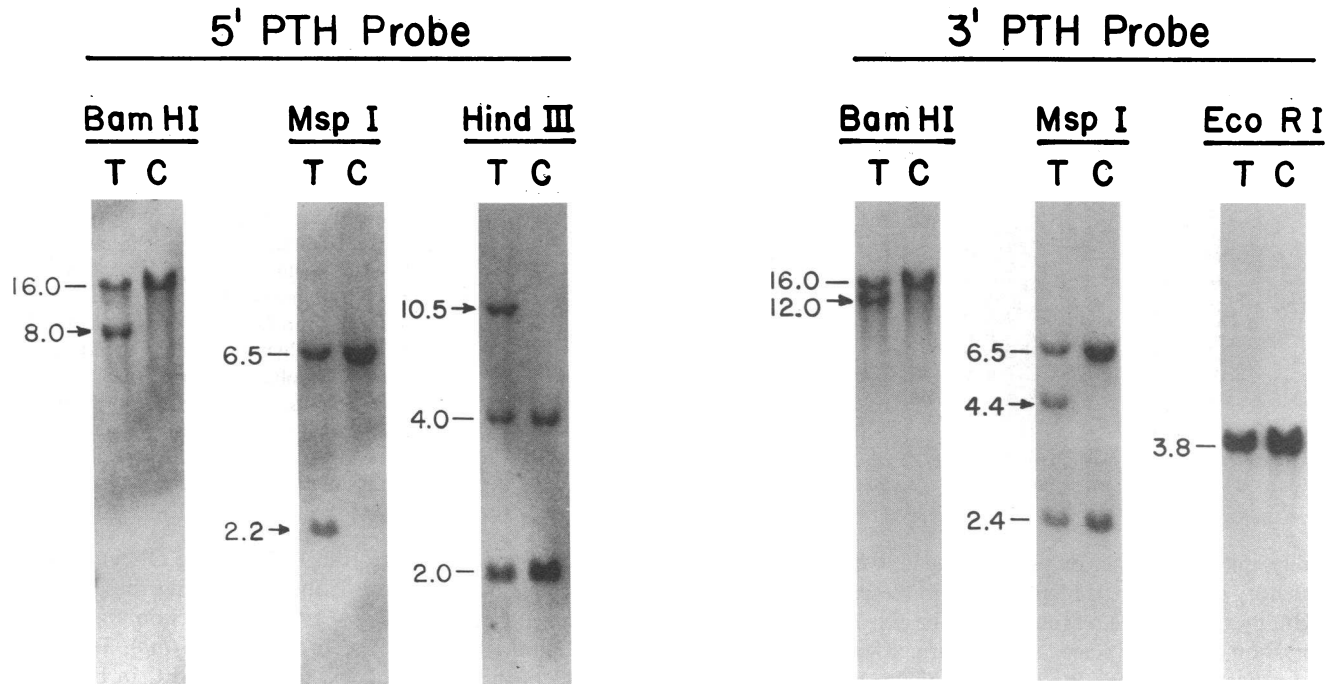 5' PTH Probe
Bam HI
Msp I
Hind III
T C
T C
T C
16.0
8.0
6.5
2.2
10.5
4.0
2.0
3' PTH Probe
Bam HI
Msp I
Eco RI
T C
T C
T C
16.0
12.0
6.5
4.4
2.4
3.8